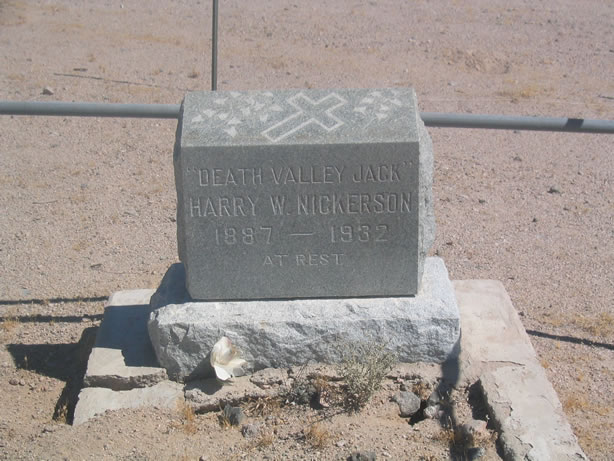 "DEATH VALLEY JACK"
HARRY W. NICKERSON
1887 — 1932
AT REST